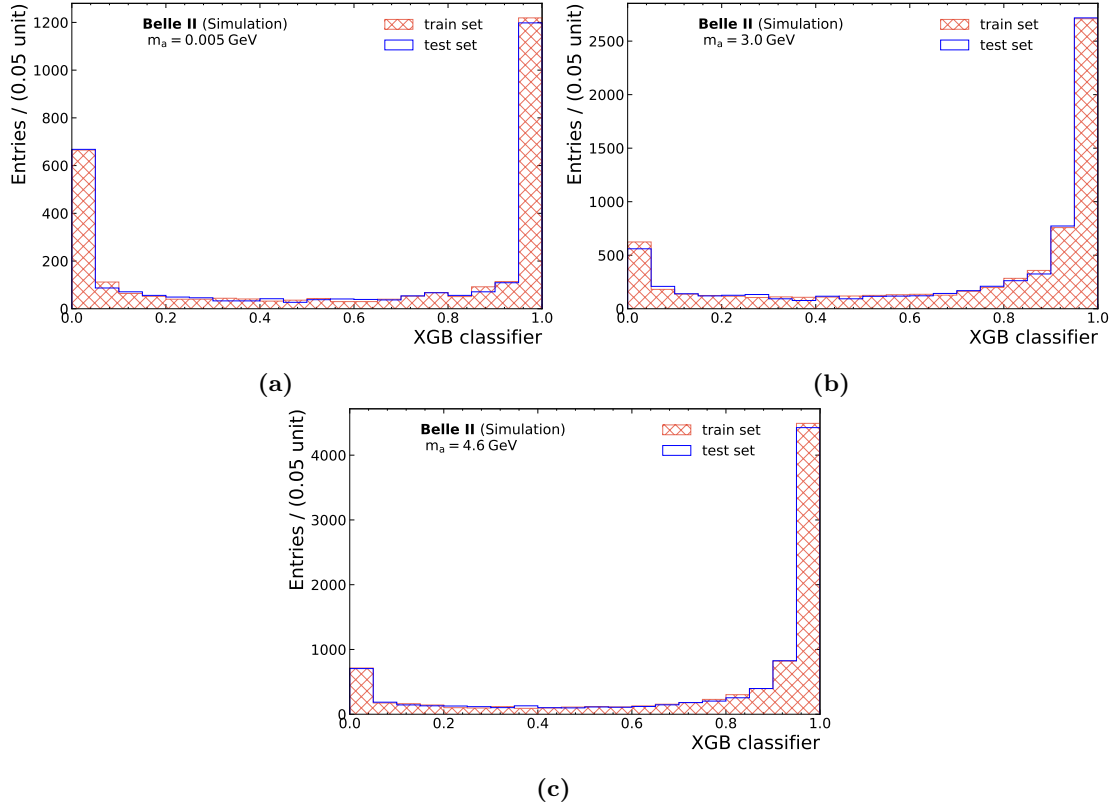 Entries / (0.05 unit)
1200
1000
800
600
400
200
0
Belle II (Simulation)
mₐ = 0.005 GeV
train set
test set
0.0 0.2 0.4 0.6 0.8 1.0
XGB classifier
(a)
Entries / (0.05 unit)
2500
2000
1500
1000
500
0
Belle II (Simulation)
mₐ = 3.0 GeV
train set
test set
0.0 0.2 0.4 0.6 0.8 1.0
XGB classifier
(b)
Entries / (0.05 unit)
4000
3000
2000
1000
0
Belle II (Simulation)
mₐ = 4.6 GeV
train set
test set
0.0 0.2 0.4 0.6 0.8 1.0
XGB classifier
(c)